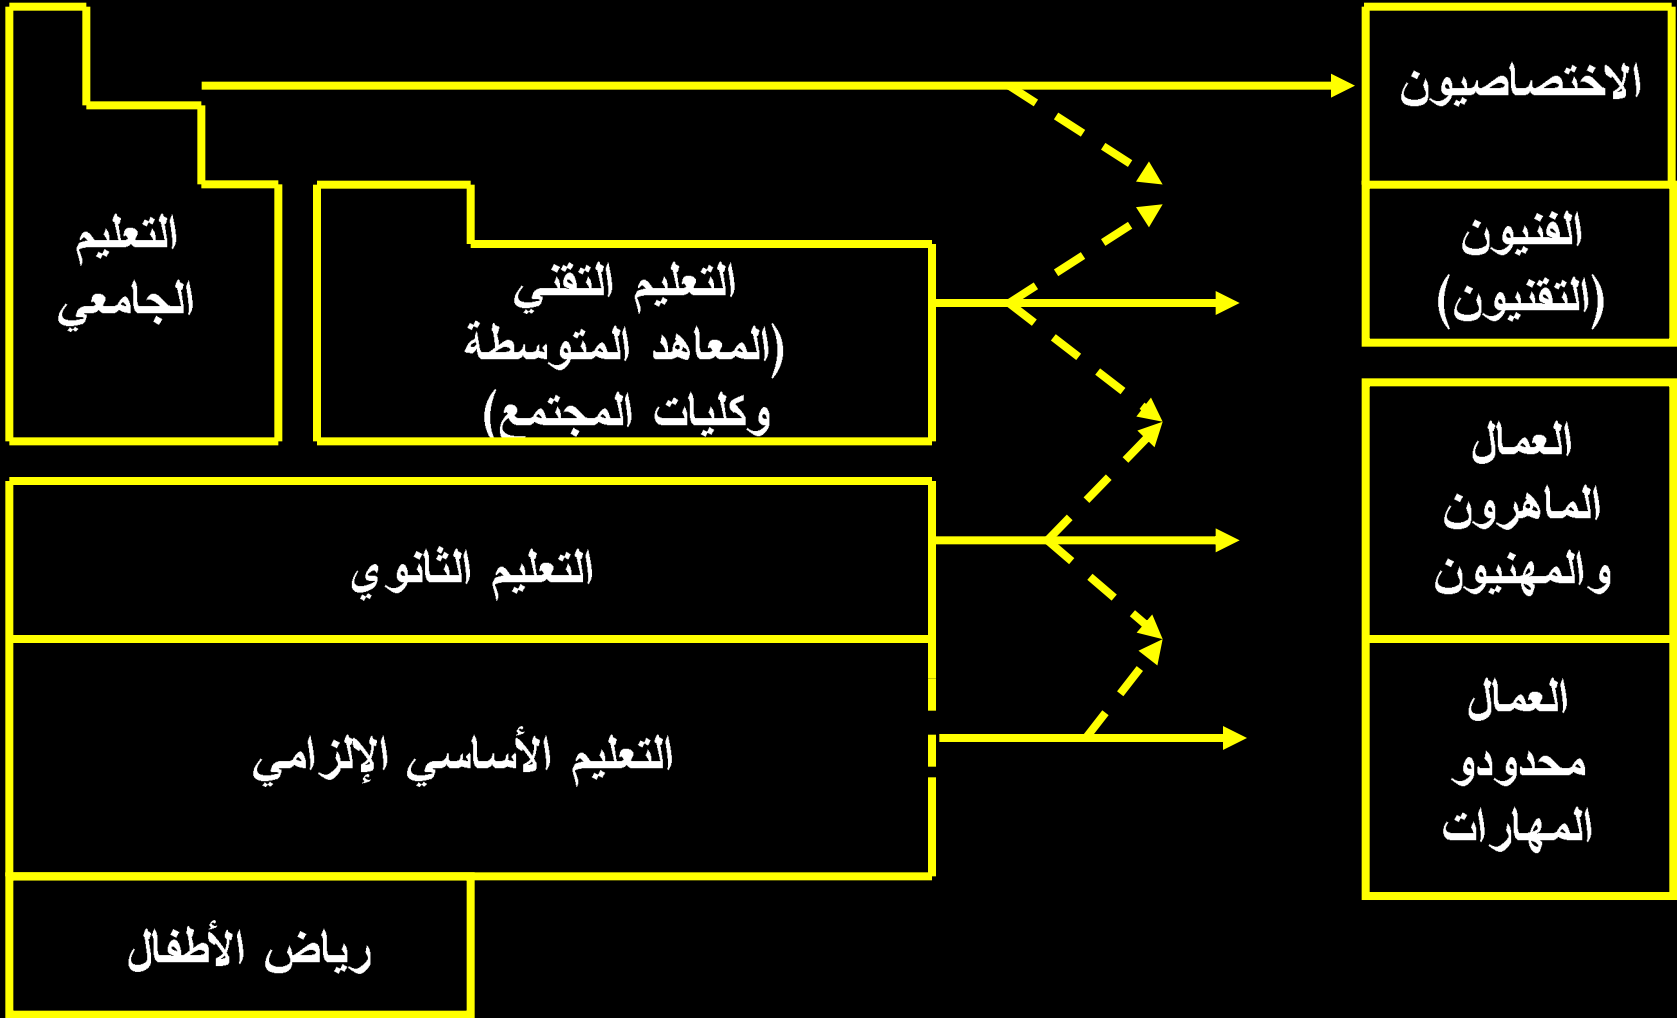 الاختصاصيون
الفنيون
(التقنيون)
العمال
الماهرون
والمهنيون
العمال
محدودو
المهارات
التعليم
الجامعي
التعليم التقني
(المعاهد المتوسطة
وكليات المجتمع)
التعليم الثانوي
التعليم الأساسي الإلزامي
رياض الأطفال